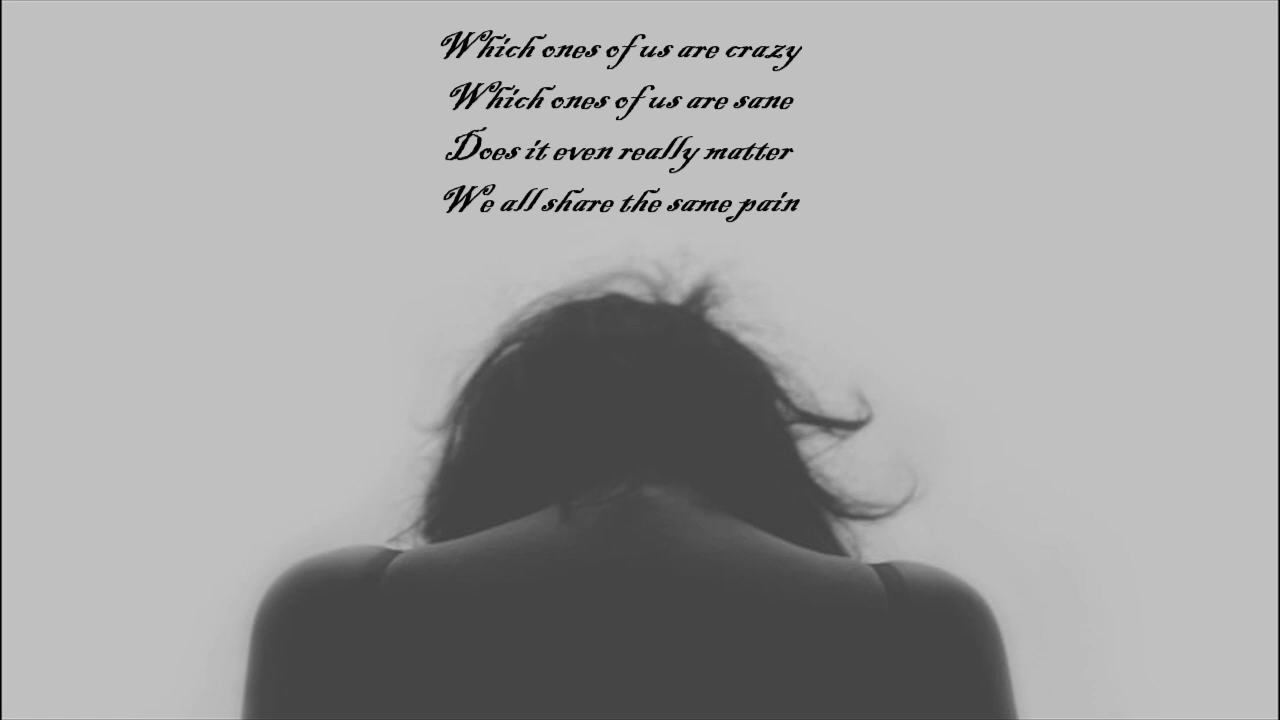 Which ones of us are crazy
Which ones of us are sane
Does it even really matter
We all share the same pain